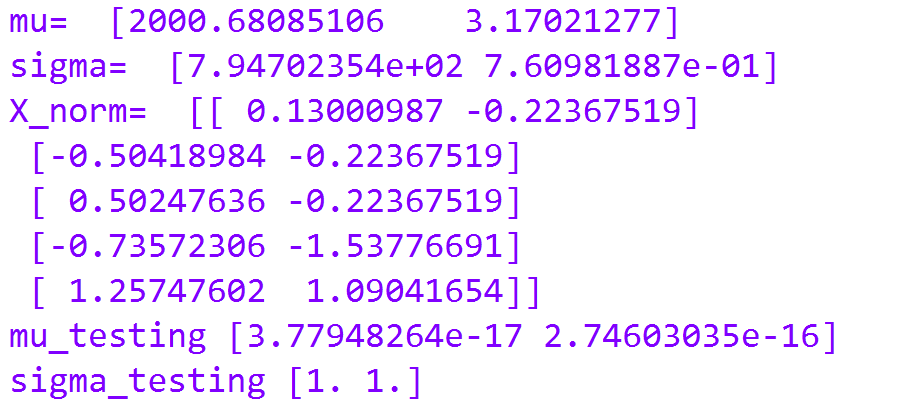 mu=  [2000.68085106    3.17021277]
sigma=  [7.94702354e+02 7.60981887e-01]
X_norm=  [[ 0.13000987 -0.22367519]
 [-0.50418984 -0.22367519]
 [ 0.50247636 -0.22367519]
 [-0.73572306 -1.53776691]
 [ 1.25747602  1.09041654]]
mu_testing [3.77948264e-17 2.74603035e-16]
sigma_testing [1. 1.]